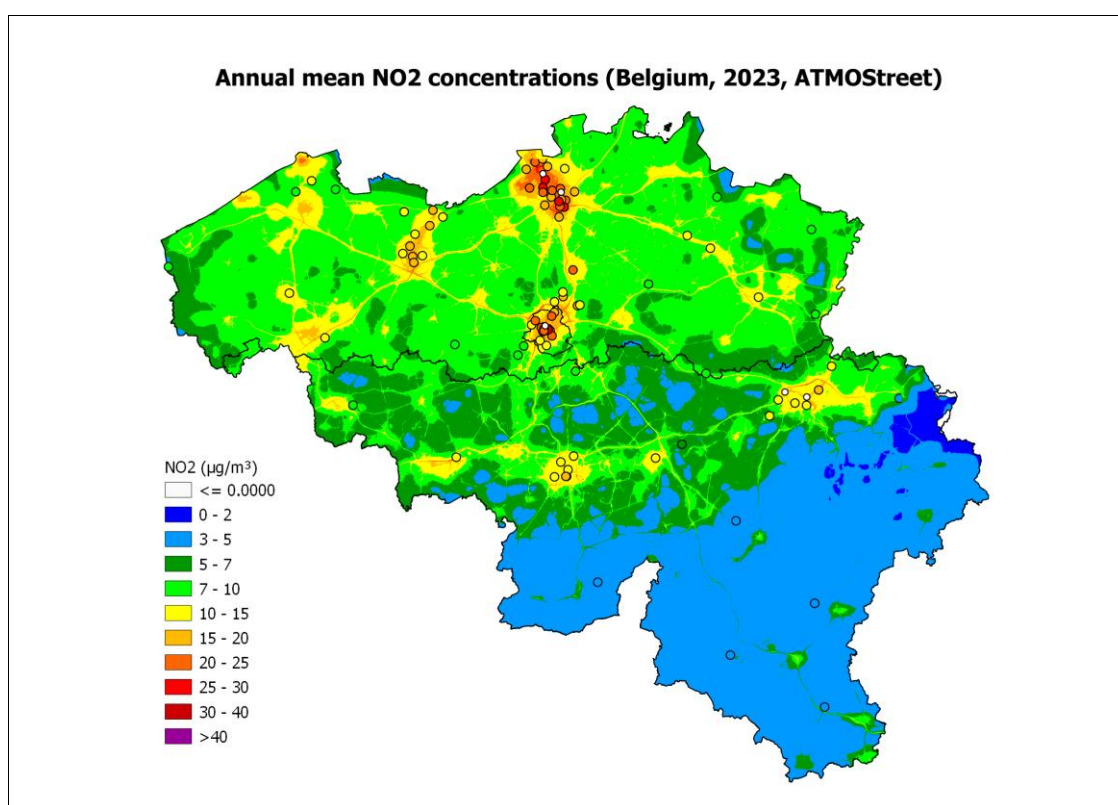 Annual mean NO2 concentrations (Belgium, 2023, ATMOStreet)
NO2 (µg/m³)
<= 0.0000
0 - 2
3 - 5
5 - 7
7 - 10
10 - 15
15 - 20
20 - 25
25 - 30
30 - 40
>40